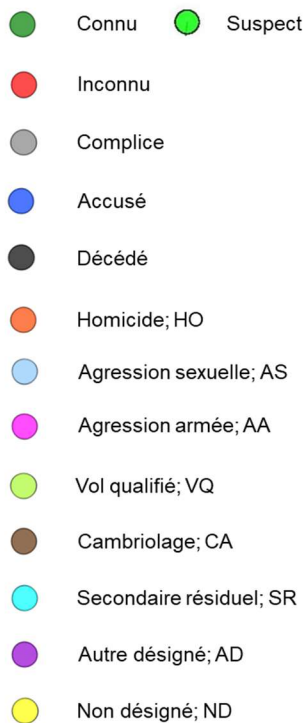 Connu Suspect
Inconnu
Complice
Accusé
Décédé
Homicide; HO
Agression sexuelle; AS
Agression armée; AA
Vol qualifié; VQ
Cambriolage; CA
Secondaire résiduel; SR
Autre désigné; AD
Non désigné; ND